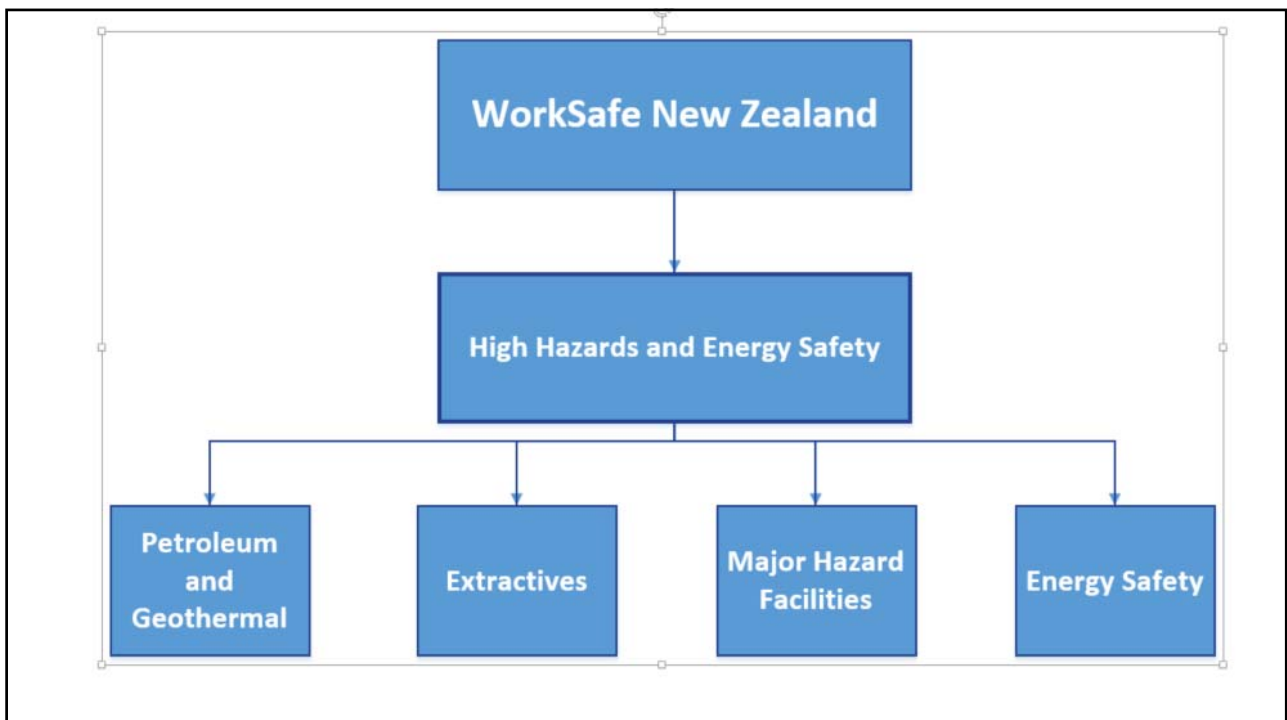 WorkSafe New Zealand
High Hazards and Energy Safety
Petroleum
and
Geothermal
Extractives
Major Hazard
Facilities
Energy Safety